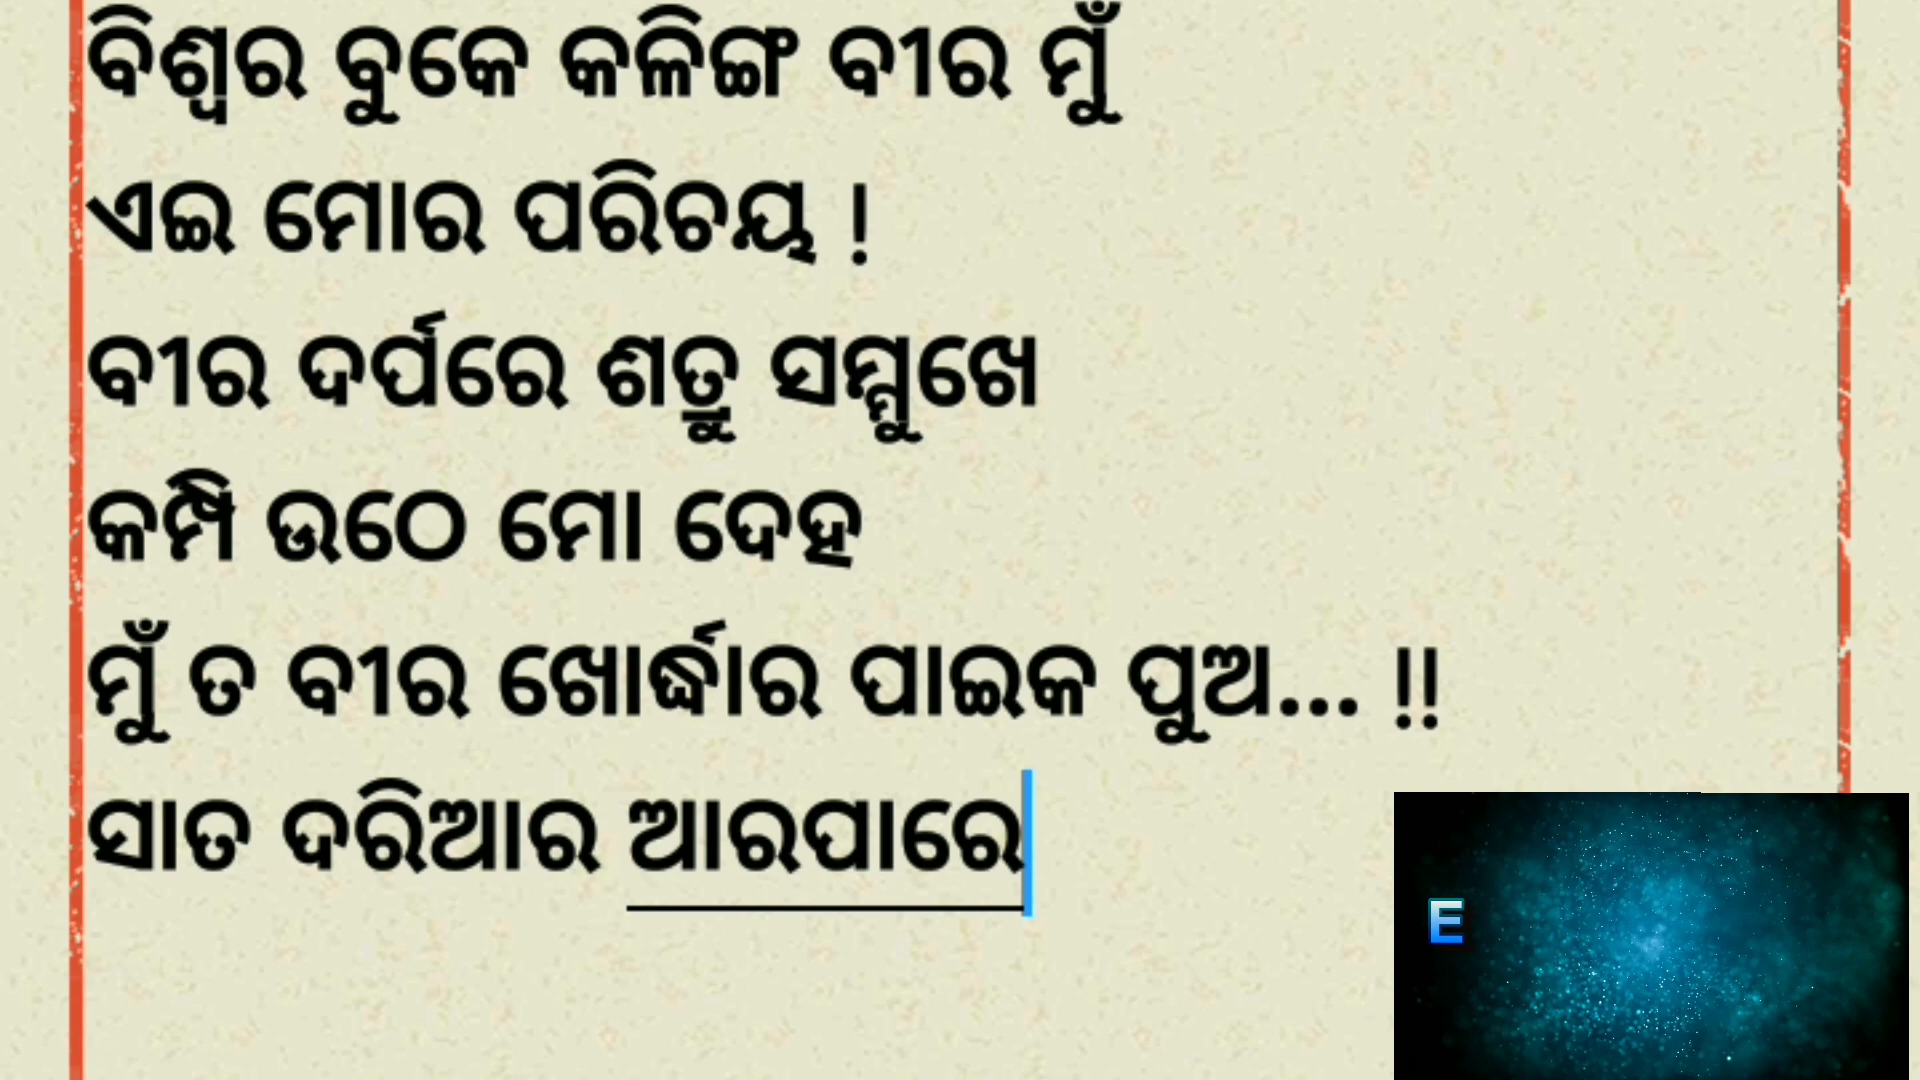 ବିଶ୍ୱର ବୁକେ କଳିଙ୍ଗ ବୀର ମୁଁ
ଏଇ ମୋର ପରିଚୟ !
ବୀର ଦର୍ପରେ ଶତ୍ରୁ ସମ୍ମୁଖେ
କମ୍ପି ଉଠେ ମୋ ଦେହ
ମୁଁ ତ ବୀର ଖୋର୍ଦ୍ଧାର ପାଇକ ପୁଅ... !!
ସାତ ଦରିଆର ଆରପାରେ
E